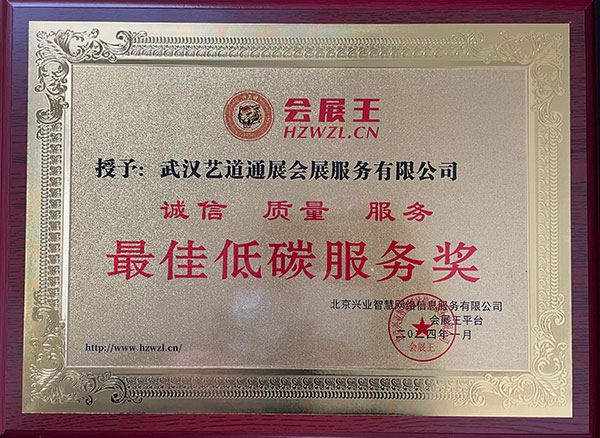 会展王
HZWZL.CN
授予：武汉艺道通展会展服务有限公司
诚信 质量 服务
最佳低碳服务奖
北京兴业智慧网络信息服务有限公司
会展王平台
二〇二四年一月
会展王
http://www.hzwzl.cn/